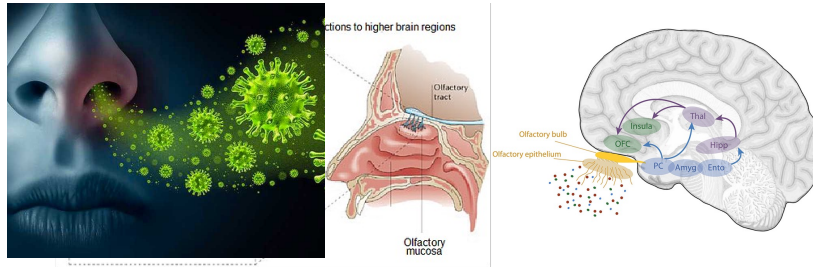 ctions to higher brain regions
Olfactory
tract
Olfactory
mucosa
Thal
Insula
Olfactory bulb
OFC
Hipp
Olfactory epithelium
PC
Amyg
Ento